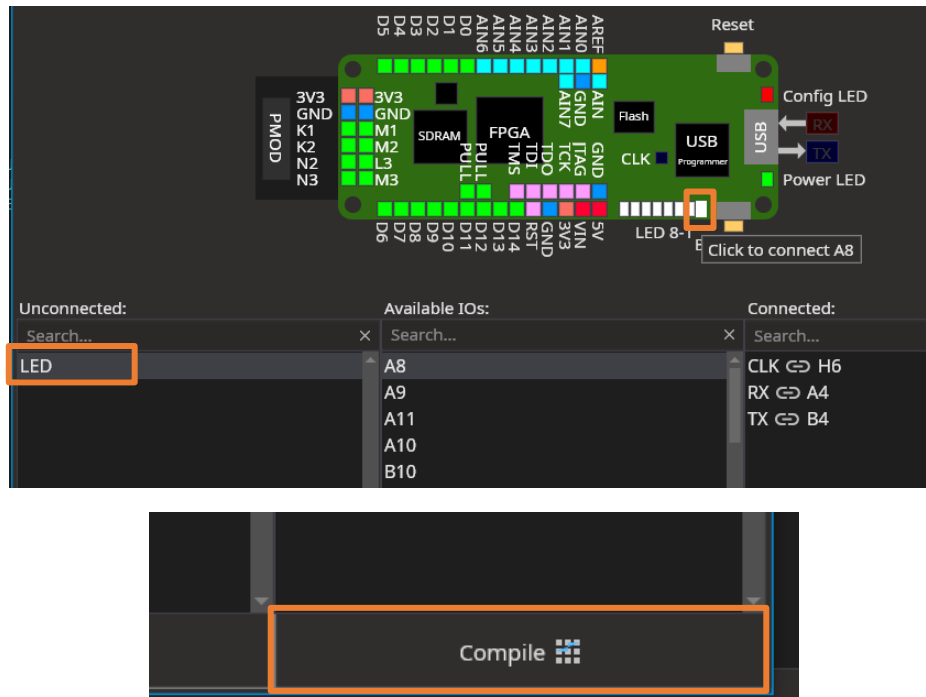 D5 D4 D3 D2 D1 D0 AIN6 AIN5 AIN4 AIN3 AIN2 AIN1 AIN0 AREF
Reset
AIN7 GND AIN
Config LED
PMOD
3V3
GND
K1
K2
N2
N3
3V3
GND
M1
M2
L3
M3
SDRAM
FPGA
Flash
CLK
USB
Programmer
USB
RX
TX
Power LED
PULL PULL TMS TDI TDO TCK JTAG GND
D6 D7 D8 D9 D10 D11 D12 D13 D14 RST GND 3V3 VIN 5V
LED 8-1
Click to connect A8
Unconnected:
Available IOs:
Connected:
Search... ×
Search... ×
Search...
LED
A8
A9
A11
A10
B10
CLK H6
RX A4
TX B4
Compile